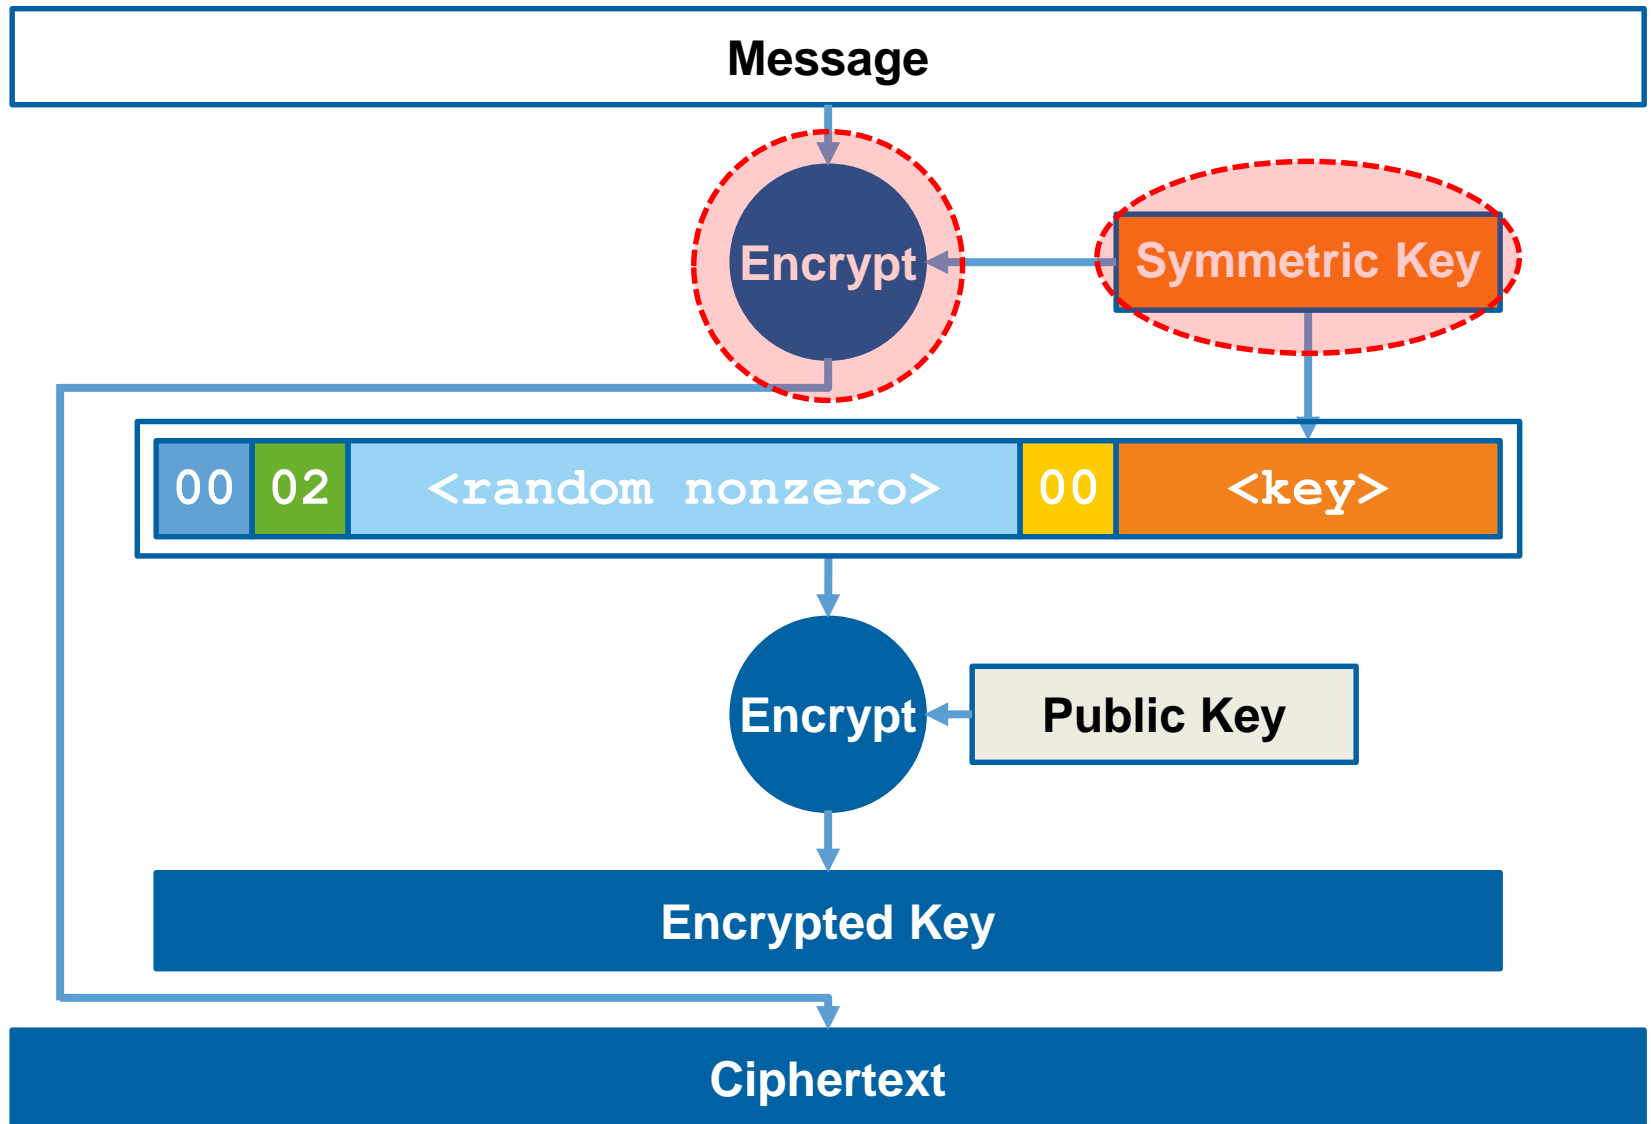 Message
Encrypt
Symmetric Key
00 02 <random nonzero> 00 <key>
Encrypt
Public Key
Encrypted Key
Ciphertext